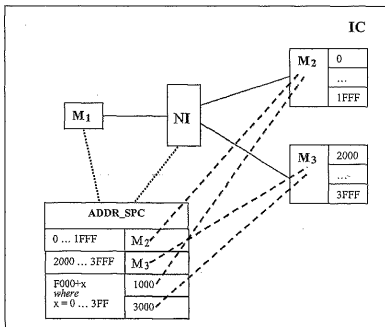 IC
M2
0
...
1FFF
M1
NI
M3
2000
...
3FFF
ADDR_SPC
0 ... 1FFF
M2
2000 ... 3FFF
M3
F000+x
where
x = 0 ... 3FF
1000
3000